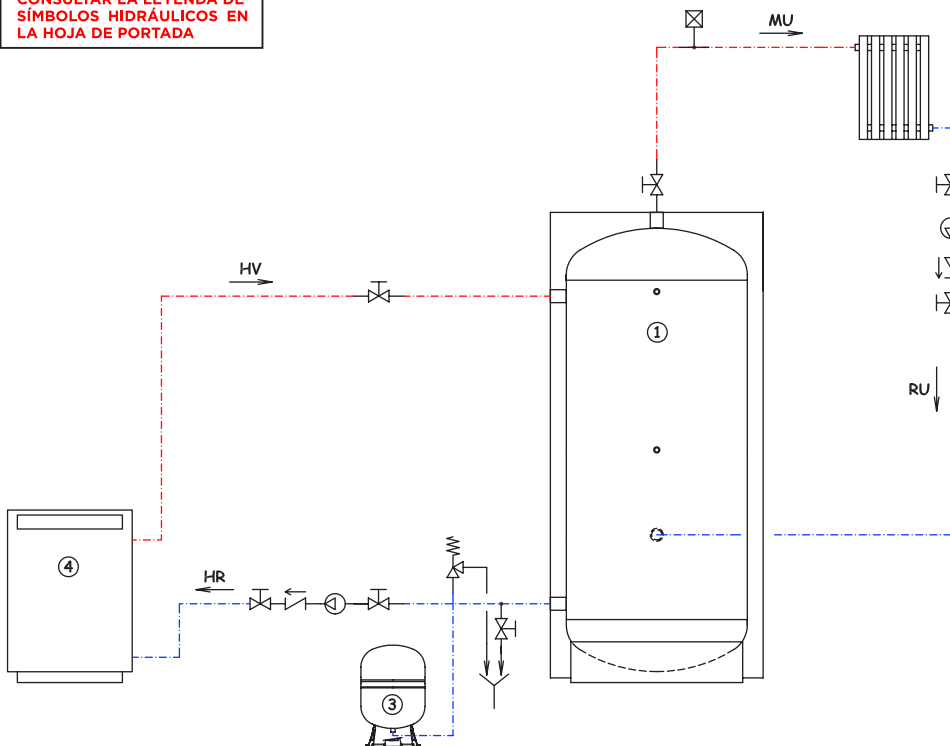 CONSULTAR LA LEYENDA DE
SÍMBOLOS HIDRÁULICOS EN
LA HOJA DE PORTADA
MU
HV
1
RU
4
HR
3